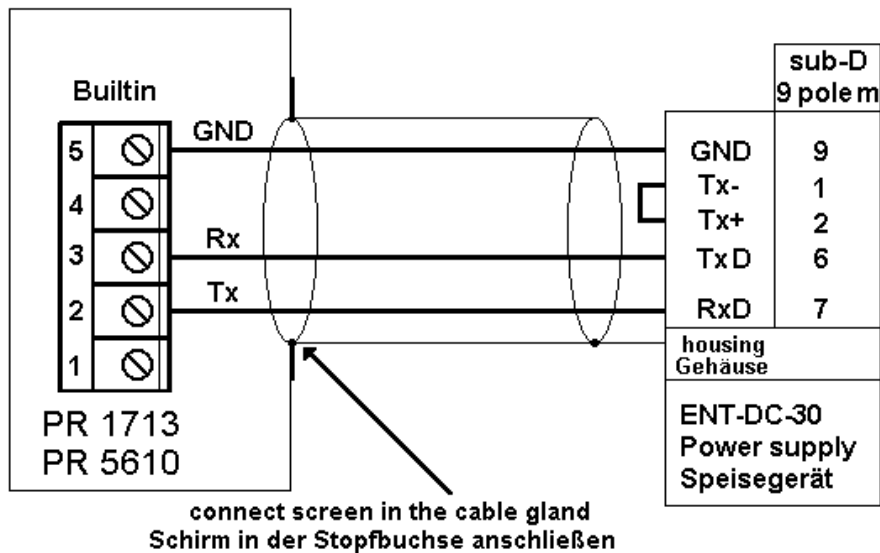 sub-D
9 pole m
Builtin
GND
5
4
3
2
1
Rx
Tx
GND 9
Tx- 1
Tx+ 2
TxD 6
RxD 7
housing
Gehäuse
PR 1713
PR 5610
ENT-DC-30
Power supply
Speisegerät
connect screen in the cable gland
Schirm in der Stopfbuchse anschließen